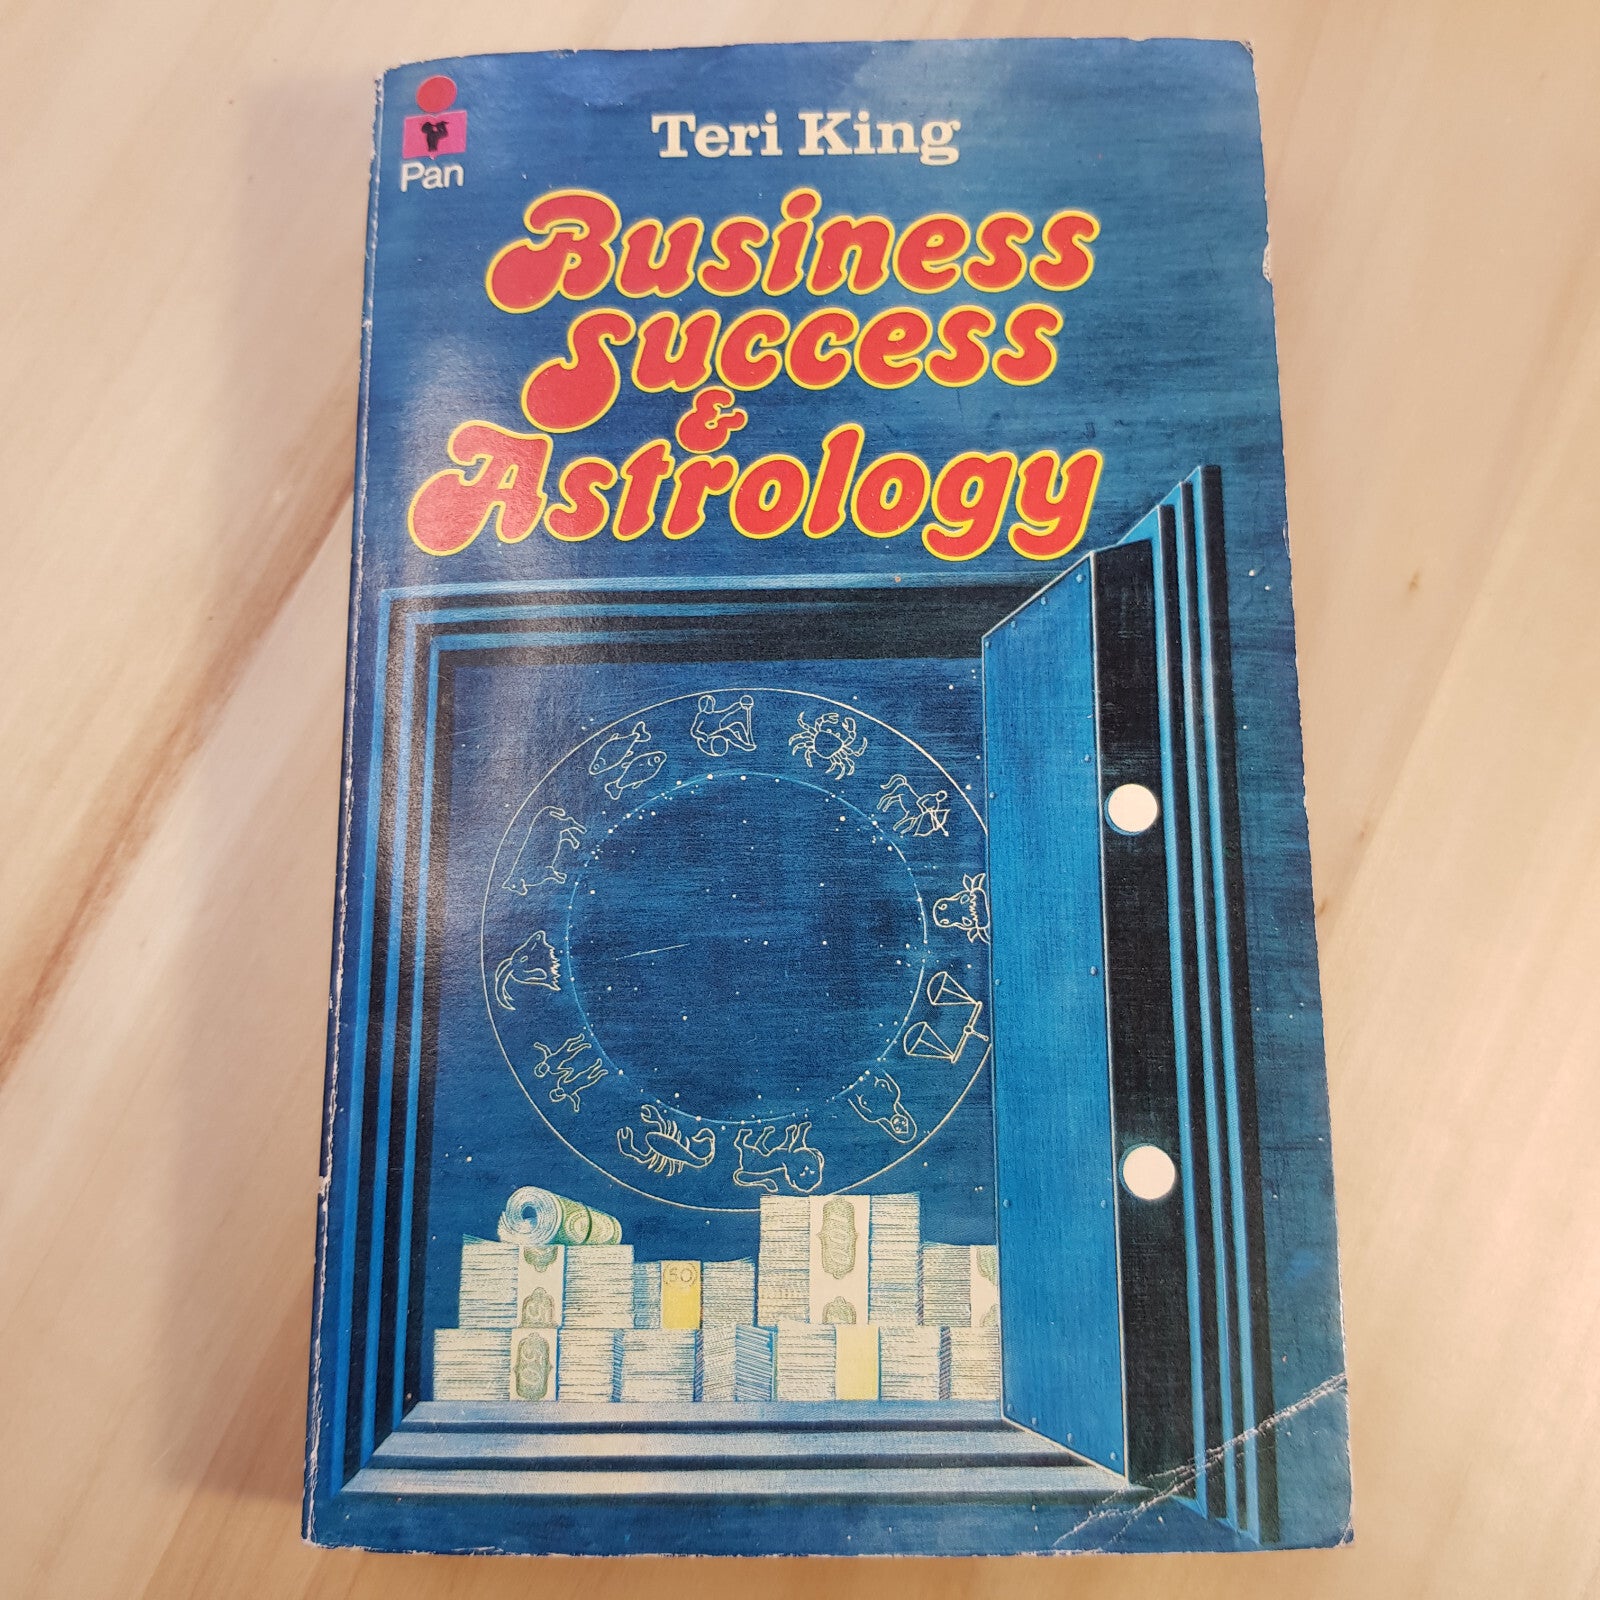 Pan
Teri King
Business
success
&
Astrology
50